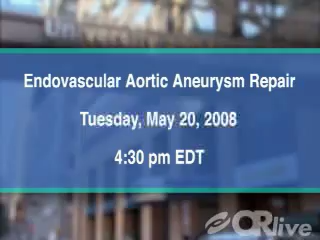 Endovascular Aortic Aneurysm Repair
Tuesday, May 20, 2008
4:30 pm EDT
ORlive